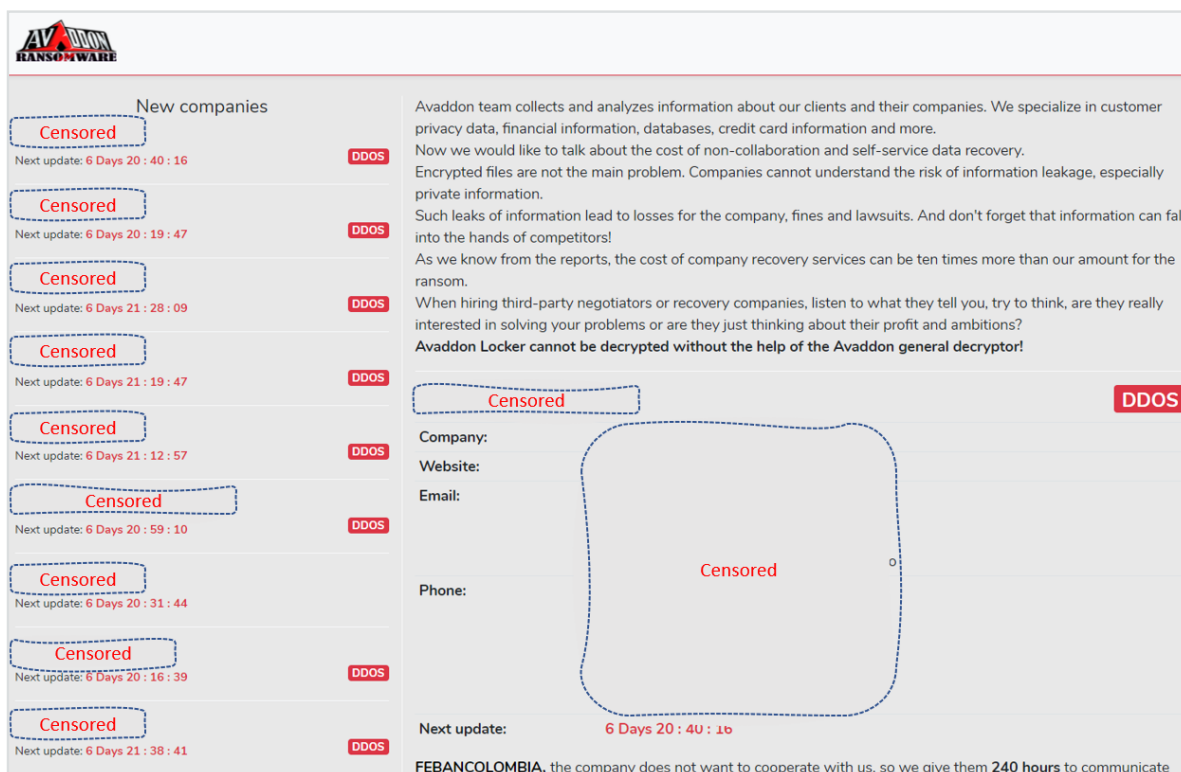 AVADDON
RANSOMWARE
New companies
Censored
Next update: 6 Days 20 : 40 : 16
DDOS
Censored
Next update: 6 Days 20 : 19 : 47
DDOS
Censored
Next update: 6 Days 21 : 28 : 09
DDOS
Censored
Next update: 6 Days 21 : 19 : 47
DDOS
Censored
Next update: 6 Days 21 : 12 : 57
DDOS
Censored
Next update: 6 Days 20 : 59 : 10
DDOS
Censored
Next update: 6 Days 20 : 31 : 44
Censored
Next update: 6 Days 20 : 16 : 39
DDOS
Censored
Next update: 6 Days 21 : 38 : 41
DDOS
Avaddon team collects and analyzes information about our clients and their companies. We specialize in customer
privacy data, financial information, databases, credit card information and more.
Now we would like to talk about the cost of non-collaboration and self-service data recovery.
Encrypted files are not the main problem. Companies cannot understand the risk of information leakage, especially
private information.
Such leaks of information lead to losses for the company, fines and lawsuits. And don't forget that information can fal
into the hands of competitors!
As we know from the reports, the cost of company recovery services can be ten times more than our amount for the
ransom.
When hiring third-party negotiators or recovery companies, listen to what they tell you, try to think, are they really
interested in solving your problems or are they just thinking about their profit and ambitions?
Avaddon Locker cannot be decrypted without the help of the Avaddon general decryptor!
Censored
DDOS
Company:
Website:
Email:
o
Censored
Phone:
Next update: 6 Days 20 : 40 : 16
FEBANCOLOMBIA, the company does not want to cooperate with us, so we give them 240 hours to communicate